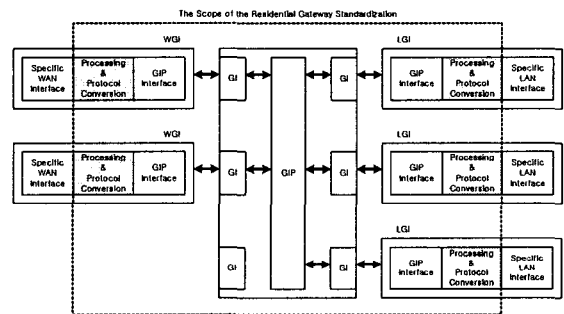 The Scope of the Residential Gateway Standardization
WGI
LGI
Specific
WAN
Interface
Processing
&
Protocol
Conversion
GIP
Interface
GI
GI
GIP
Interface
Processing
&
Protocol
Conversion
Specific
LAN
Interface
WGI
LGI
Specific
WAN
Interface
Processing
&
Protocol
Conversion
GIP
Interface
GI
GIP
GI
GIP
Interface
Processing
&
Protocol
Conversion
Specific
LAN
Interface
LGI
GI
GI
GIP
Interface
Processing
&
Protocol
Conversion
Specific
LAN
Interface